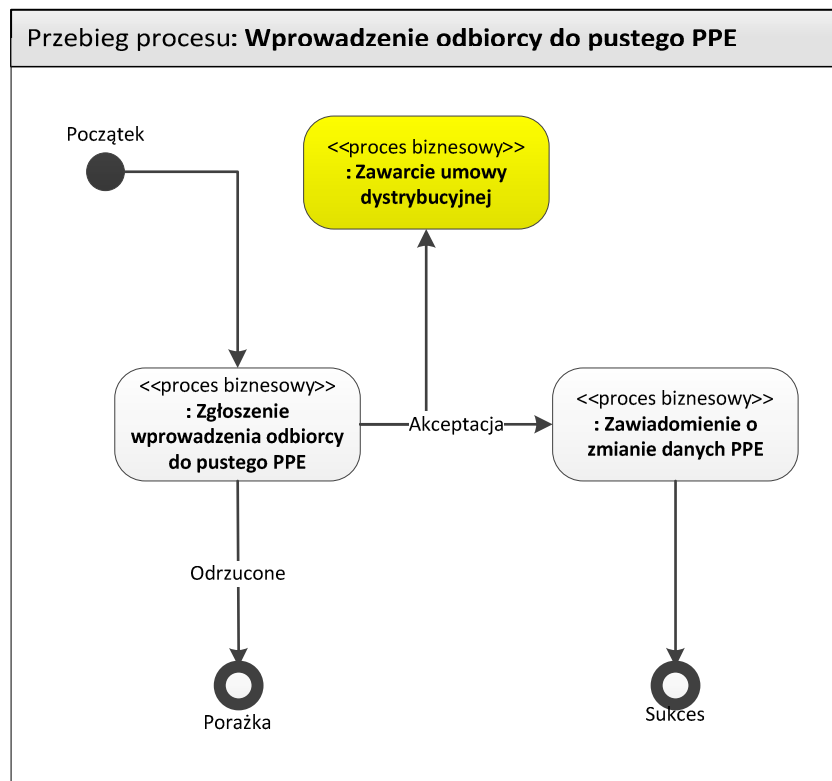 Przebieg procesu: Wprowadzenie odbiorcy do pustego PPE
Początek
<<proces biznesowy>>
: Zawarcie umowy
dystrybucyjnej
<<proces biznesowy>>
: Zgłoszenie
wprowadzenia odbiorcy
do pustego PPE
Akceptacja
<<proces biznesowy>>
: Zawiadomienie o
zmianie danych PPE
Odrzucone
Porażka
Sukces